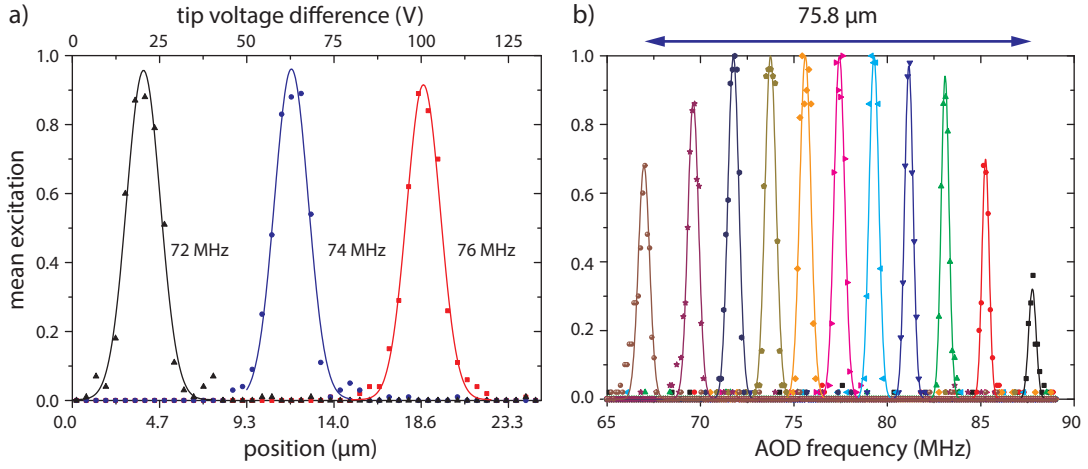 a)
tip voltage difference (V)
0 25 50 75 100 125
1.0
0.8
0.6
0.4
0.2
0.0
mean excitation
72 MHz
74 MHz
76 MHz
0.0 4.7 9.3 14.0 18.6 23.3
position (µm)
b)
75.8 µm
1.0
0.8
0.6
0.4
0.2
0.0
65 70 75 80 85 90
AOD frequency (MHz)